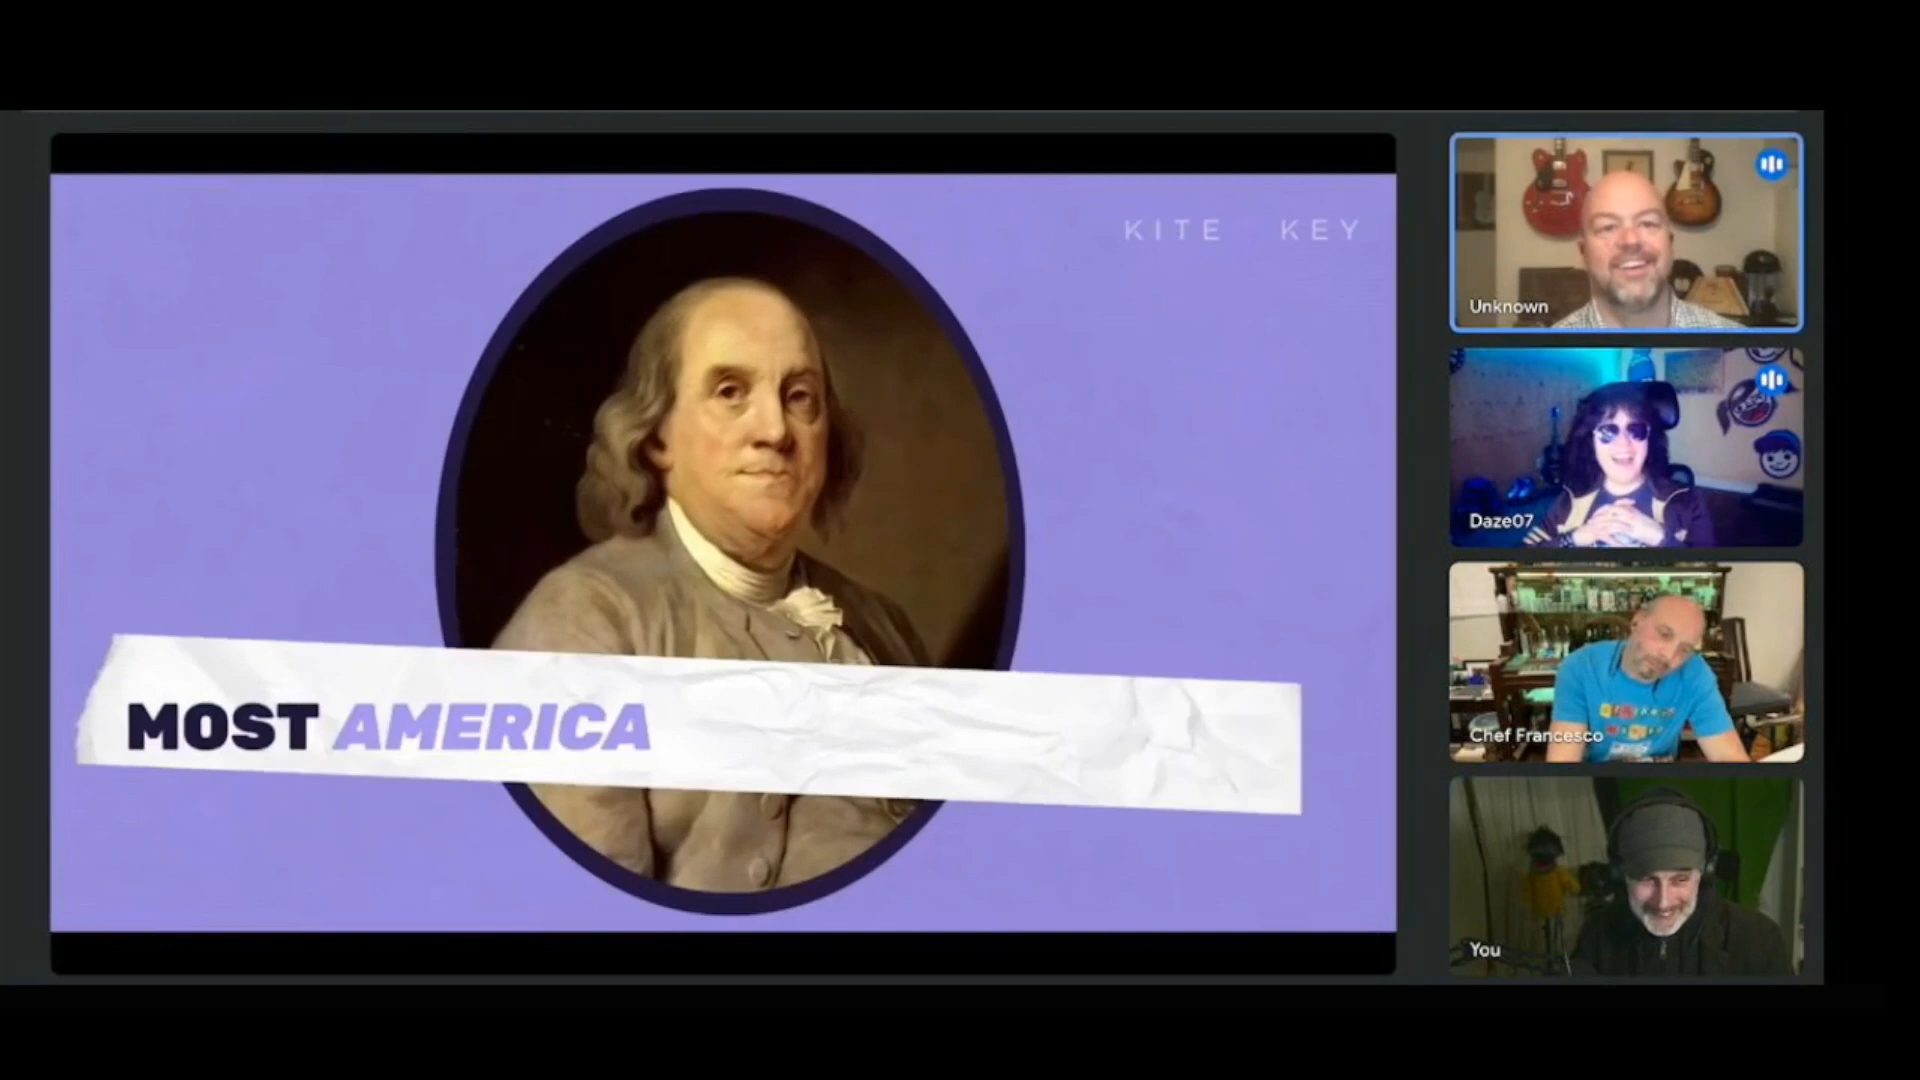 KITE KEY
MOST AMERICA
Unknown
Daze07
Chef Francesco
You